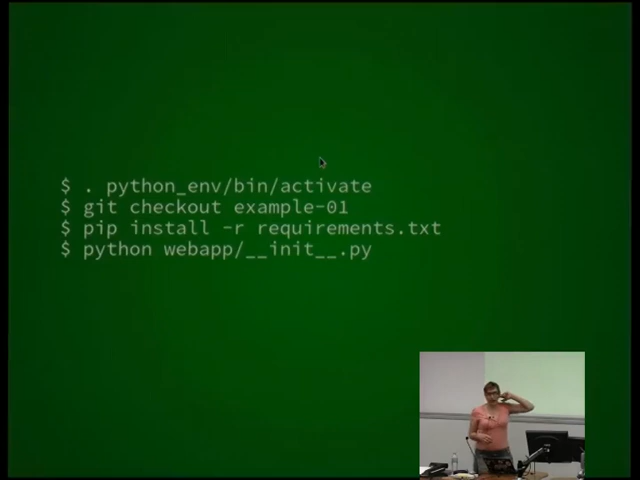 $ . python_env/bin/activate
$ git checkout example-01
$ pip install -r requirements.txt
$ python webapp/__init__.py